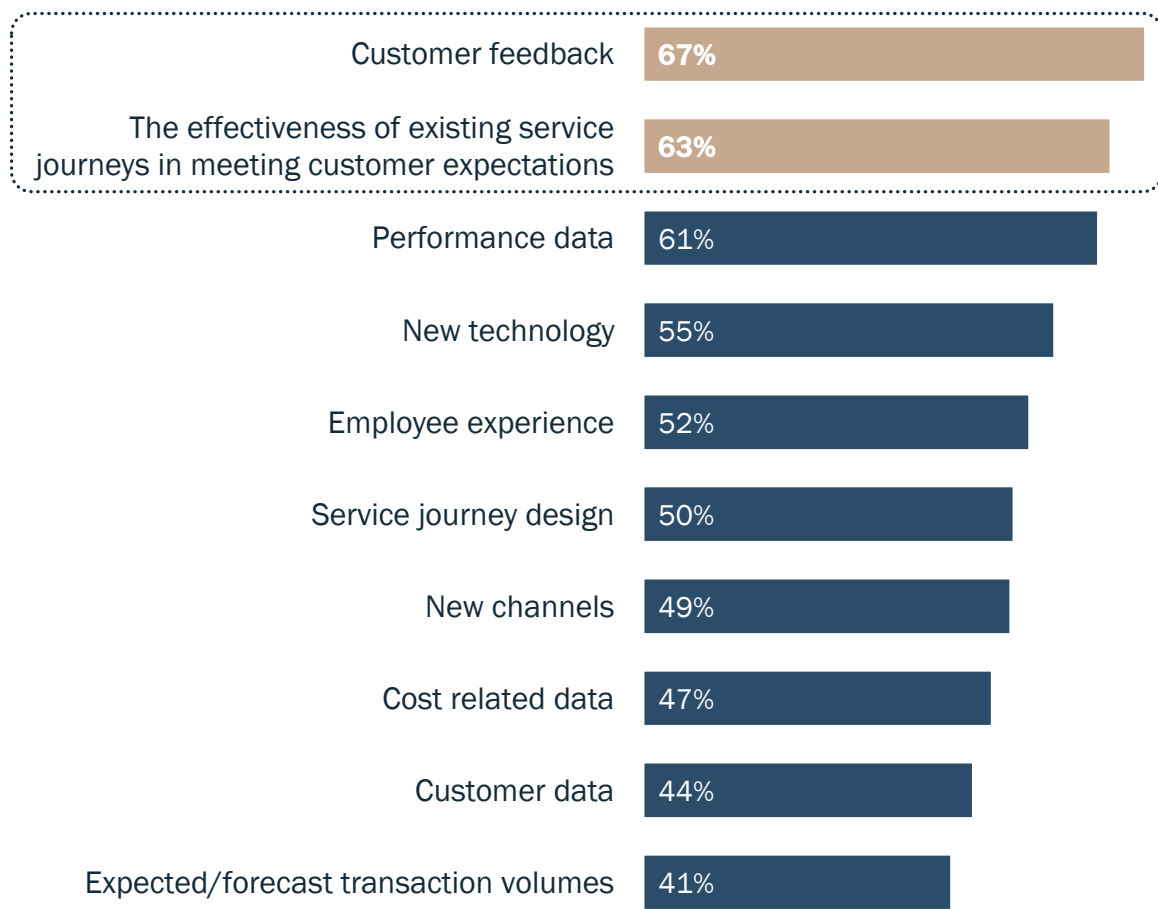 Customer feedback 67%
The effectiveness of existing service
journeys in meeting customer expectations 63%
Performance data 61%
New technology 55%
Employee experience 52%
Service journey design 50%
New channels 49%
Cost related data 47%
Customer data 44%
Expected/forecast transaction volumes 41%